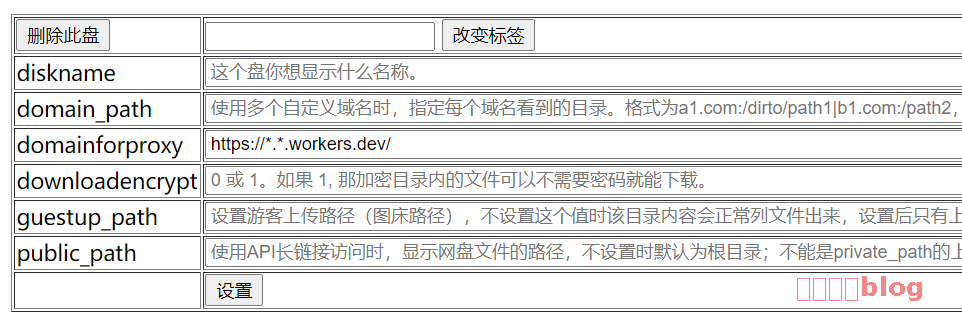 删除此盘 改变标签
diskname 这个盘你想显示什么名称。
domain_path 使用多个自定义域名时，指定每个域名看到的目录。格式为a1.com:/dirto/path1|b1.com:/path2，
domainforproxy https://*.*.workers.dev/
downloadencrypt 0 或 1。如果 1, 那加密目录内的文件可以不需要密码就能下载。
guestup_path 设置游客上传路径（图床路径），不设置这个值时该目录内容会正常列文件出来，设置后只有上
public_path 使用API长链接访问时，显示网盘文件的路径，不设置时默认为根目录；不能是private_path的上
设置
blog